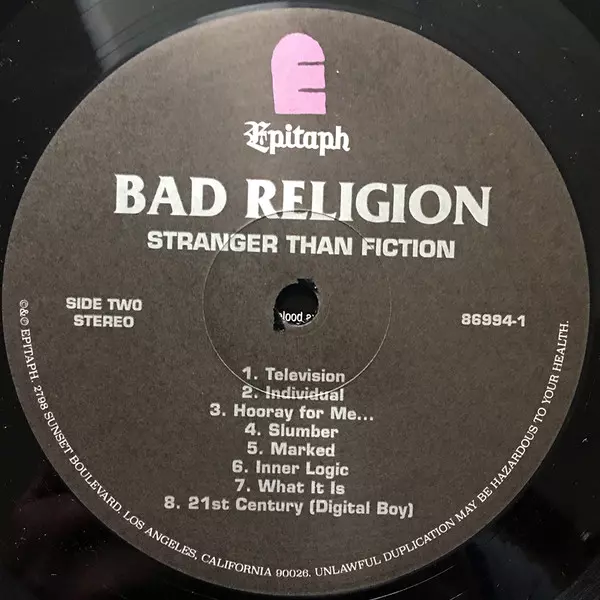 Epitaph
BAD RELIGION
STRANGER THAN FICTION
SIDE TWO
STEREO
86994-1
1. Television
2. Individual
3. Hooray for Me...
4. Slumber
5. Marked
6. Inner Logic
7. What It Is
8. 21st Century (Digital Boy)
©&℗ EPITAPH. 2798 SUNSET BOULEVARD. LOS ANGELES, CALIFORNIA 90026. UNLAWFUL DUPLICATION MAY BE HAZARDOUS TO YOUR HEALTH.